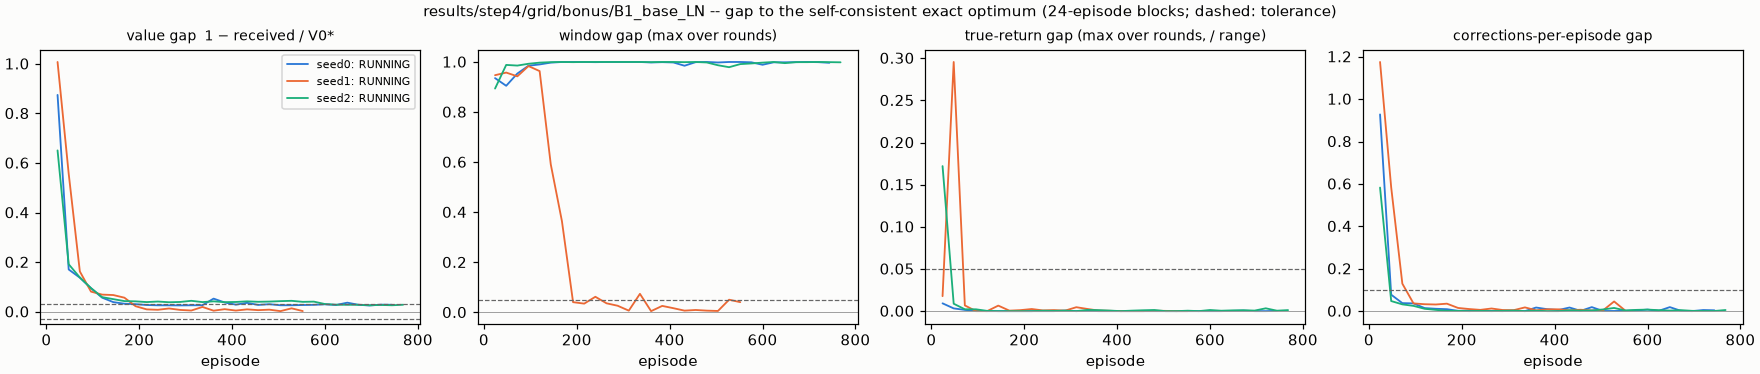 results/step4/grid/bonus/B1_base_LN -- gap to the self-consistent exact optimum (24-episode blocks; dashed: tolerance)
value gap 1 − received / V0*
window gap (max over rounds)
true-return gap (max over rounds, / range)
corrections-per-episode gap
seed0: RUNNING
seed1: RUNNING
seed2: RUNNING
1.0
0.8
0.6
0.4
0.2
0.0
0 200 400 600 800
episode
1.0
0.8
0.6
0.4
0.2
0.0
0 200 400 600 800
episode
0.30
0.25
0.20
0.15
0.10
0.05
0.00
0 200 400 600 800
episode
1.2
1.0
0.8
0.6
0.4
0.2
0.0
0 200 400 600 800
episode